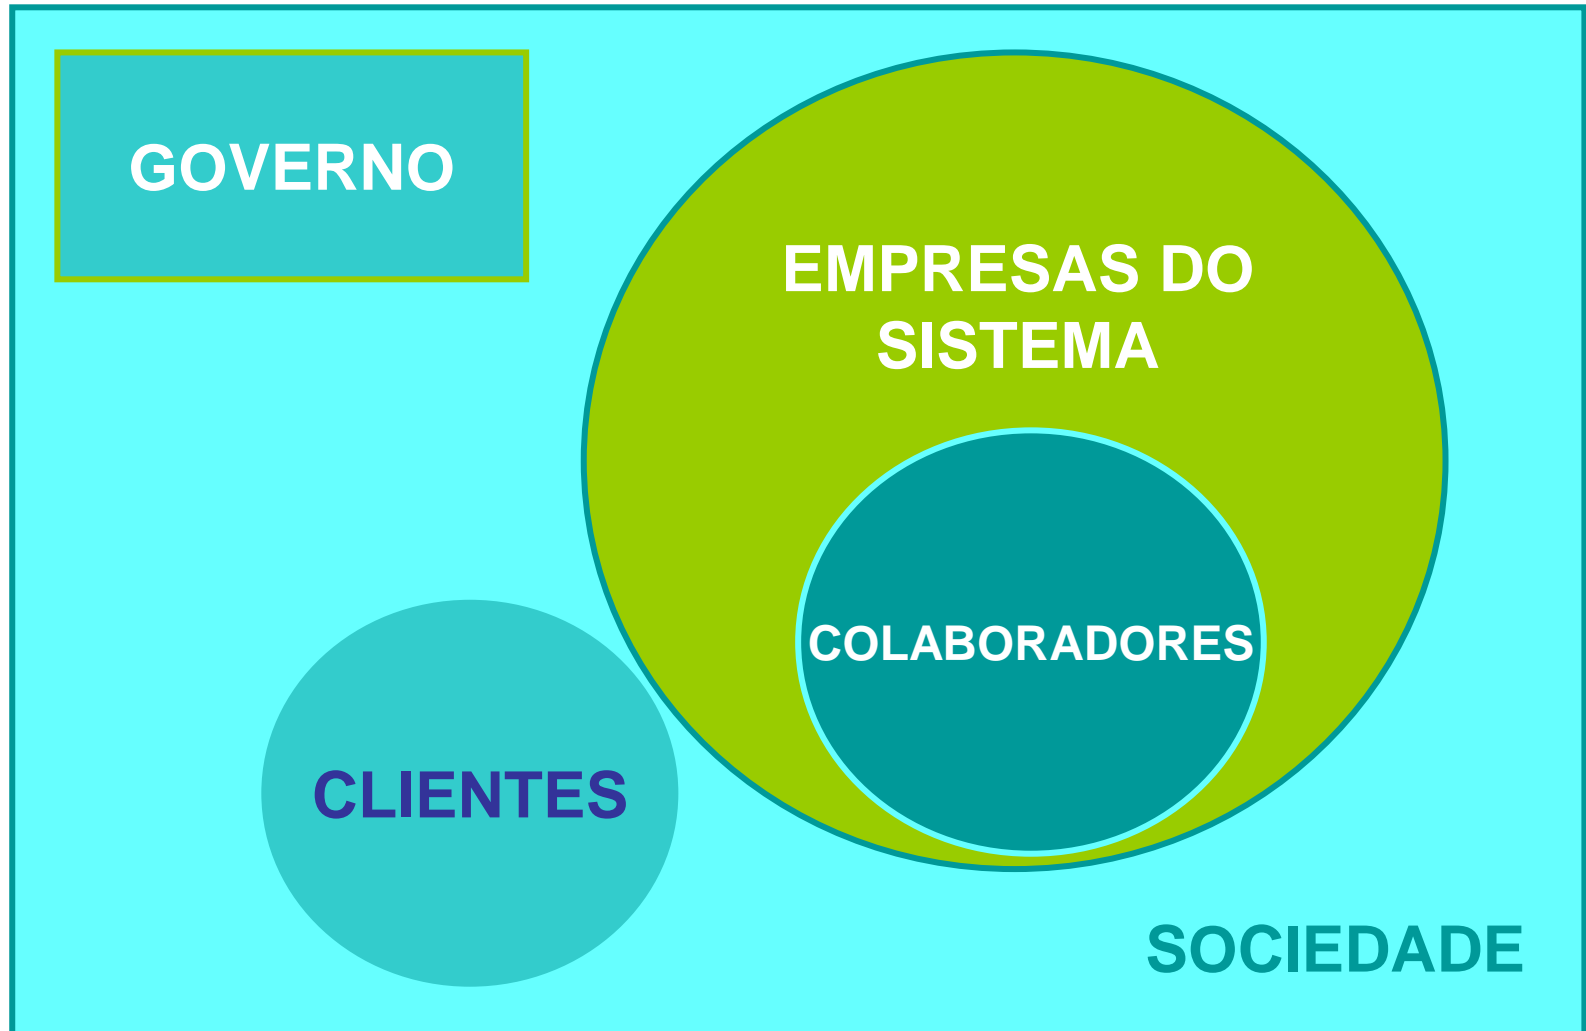 GOVERNO
EMPRESAS DO
SISTEMA
COLABORADORES
CLIENTES
SOCIEDADE